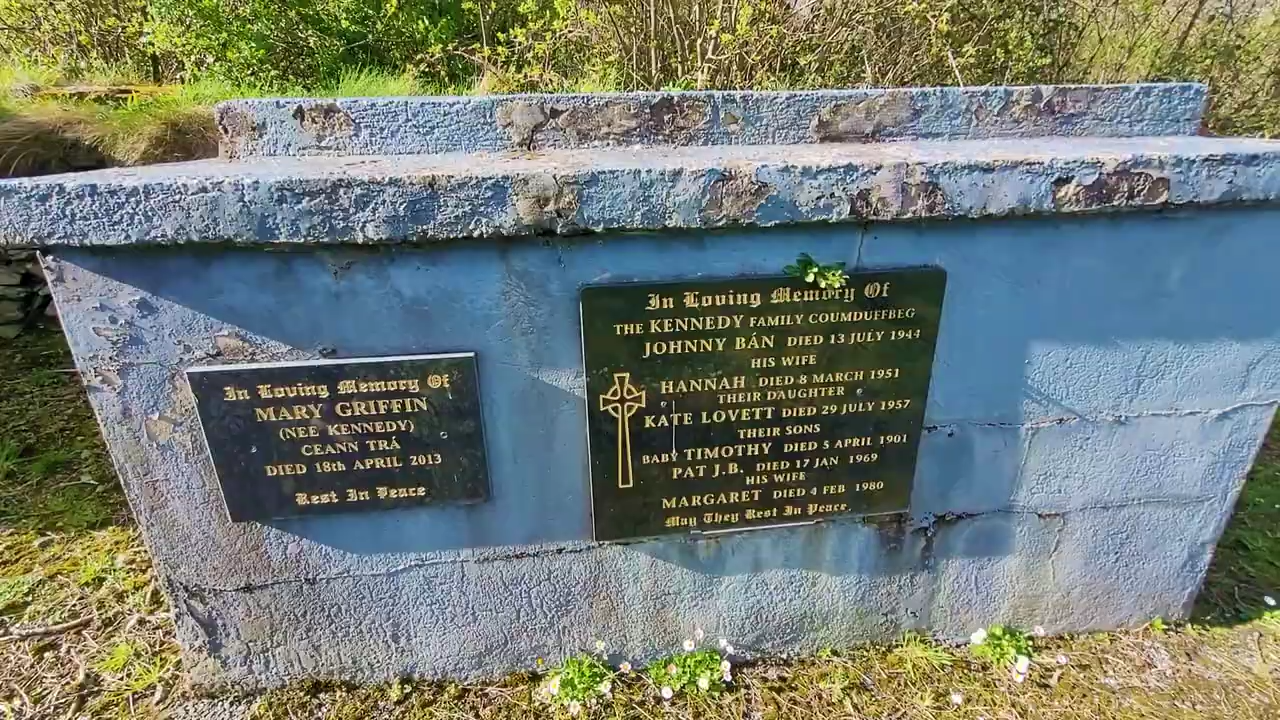 In Loving Memory Of
MARY GRIFFIN
(NEE KENNEDY)
CEANN TRÁ
DIED 18th APRIL 2013
Rest In Peace
In Loving Memory Of
THE KENNEDY FAMILY COUMDUFFBEG
JOHNNY BÁN DIED 13 JULY 1944
HIS WIFE
HANNAH DIED 8 MARCH 1951
THEIR DAUGHTER
KATE LOVETT DIED 29 JULY 1957
THEIR SONS
BABY TIMOTHY DIED 5 APRIL 1901
PAT J.B. DIED 17 JAN 1969
HIS WIFE
MARGARET DIED 4 FEB 1980
May They Rest In Peace.